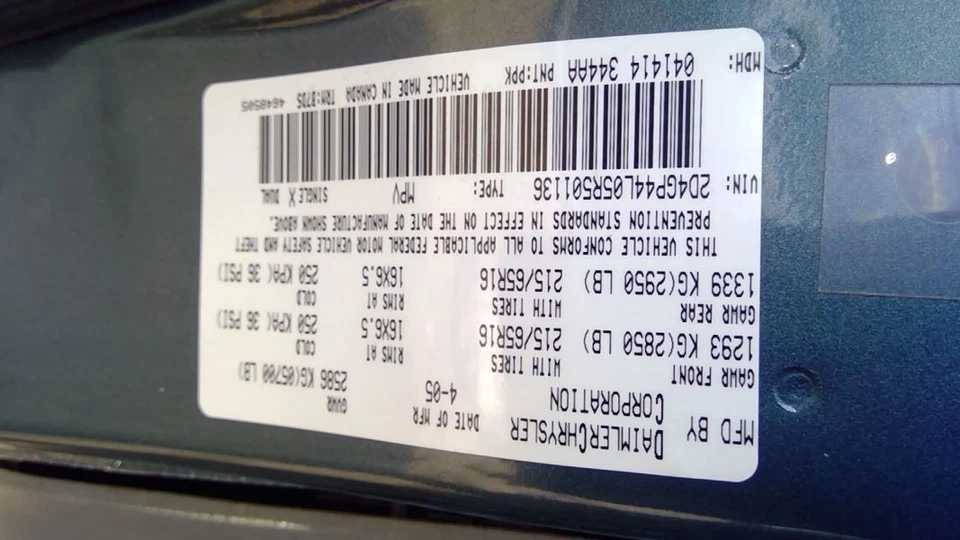 MFD BY DAIMLERCHRYSLER CORPORATION DATE OF MFR 4-05 GVWR 2586 KG(05700 LB)
GAWR FRONT WITH TIRES RIMS AT COLD
1293 KG(2850 LB) 215/65R16 16X6.5 250 KPA( 36 PSI)
GAWR REAR WITH TIRES RIMS AT COLD
1339 KG(2950 LB) 215/65R16 16X6.5 250 KPA( 36 PSI)
THIS VEHICLE CONFORMS TO ALL APPLICABLE FEDERAL MOTOR VEHICLE SAFETY AND THEFT
PREVENTION STANDARDS IN EFFECT ON THE DATE OF MANUFACTURE SHOWN ABOVE.
VIN: 2D4GP44L05R501136 TYPE: MPV SINGLE X DUAL
MDH: 041414 344AA PNT:PPK VEHICLE MADE IN CANADA TRM:B7D5 4648505